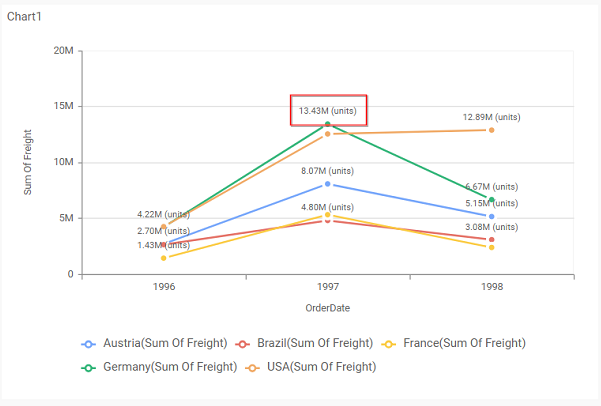 Chart1
20M
15M
10M
5M
0
Sum Of Freight
13.43M (units)
12.89M (units)
8.07M (units)
6.67M (units)
5.15M (units)
4.80M (units)
4.22M (units)
3.08M (units)
2.70M (units)
1.43M (units)
1996
1997
1998
OrderDate
Austria(Sum Of Freight) Brazil(Sum Of Freight) France(Sum Of Freight)
Germany(Sum Of Freight) USA(Sum Of Freight)